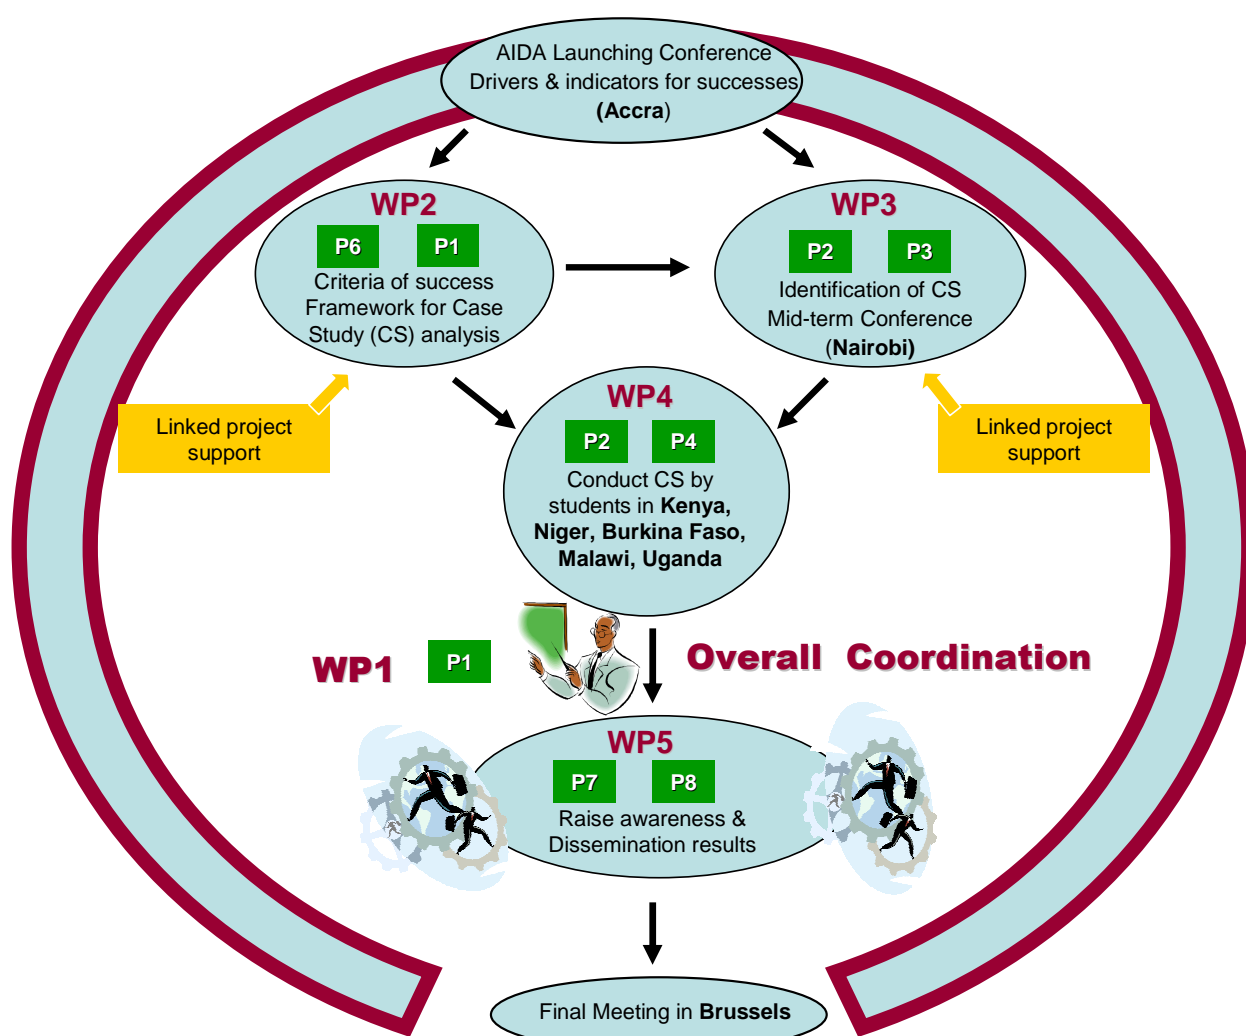 AIDA Launching Conference
Drivers & indicators for successes
(Accra)
WP2
P6 P1
Criteria of success
Framework for Case
Study (CS) analysis
WP3
P2 P3
Identification of CS
Mid-term Conference
(Nairobi)
Linked project
support
WP4
P2 P4
Conduct CS by
students in Kenya,
Niger, Burkina Faso,
Malawi, Uganda
Linked project
support
WP1 P1 Overall Coordination
WP5
P7 P8
Raise awareness &
Dissemination results
Final Meeting in Brussels